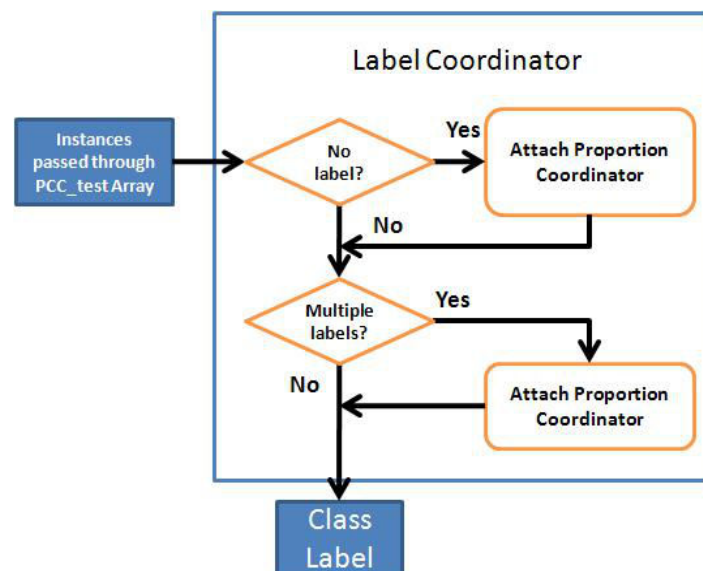 Label Coordinator
Instances
passed through
PCC_test Array
No
label?
Yes
Attach Proportion
Coordinator
No
Multiple
labels?
Yes
Attach Proportion
Coordinator
No
Class
Label